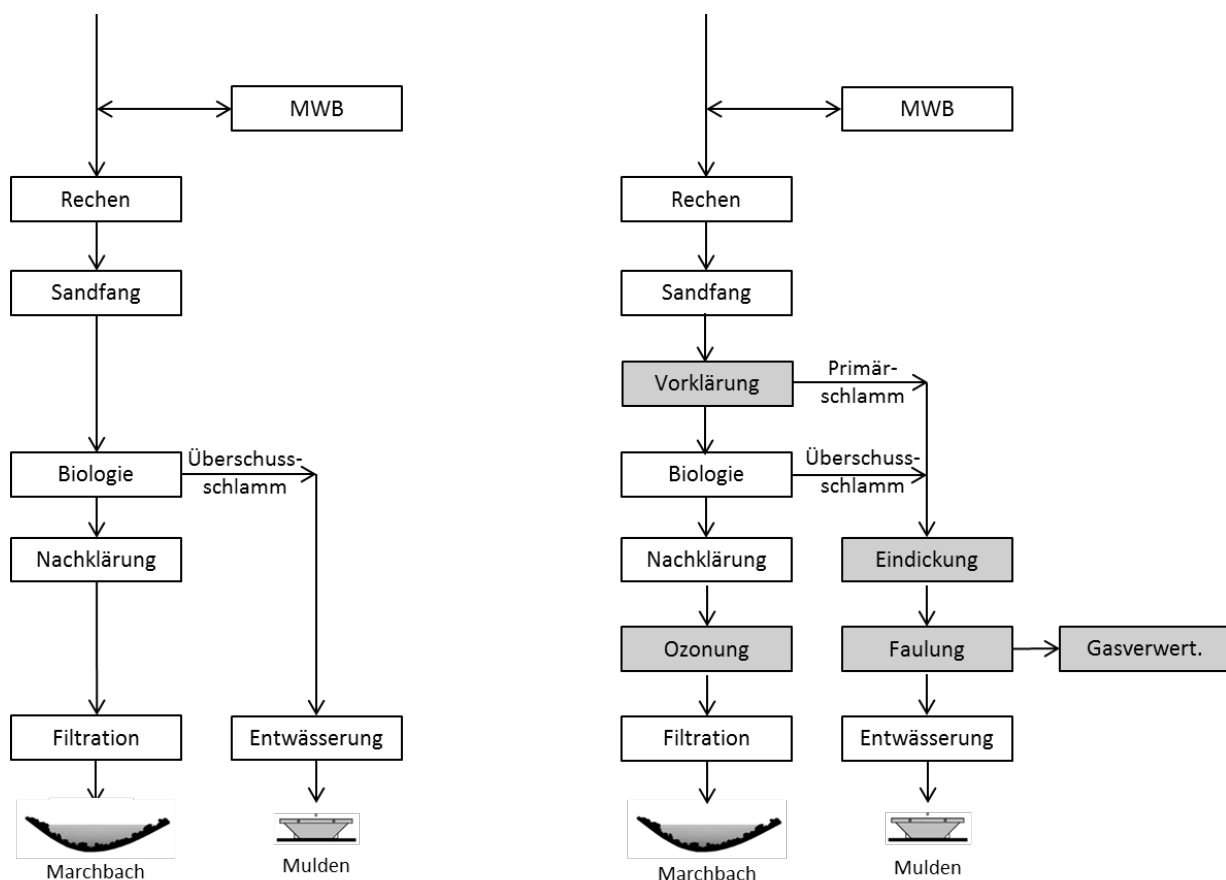 MWB
Rechen
Sandfang
Biologie
Überschuss-
schlamm
Nachklärung
Filtration
Entwässerung
Marchbach
Mulden
MWB
Rechen
Sandfang
Vorklärung
Primär-
schlamm
Biologie
Überschuss-
schlamm
Nachklärung
Eindickung
Ozonung
Faulung
Gasverwert.
Filtration
Entwässerung
Marchbach
Mulden